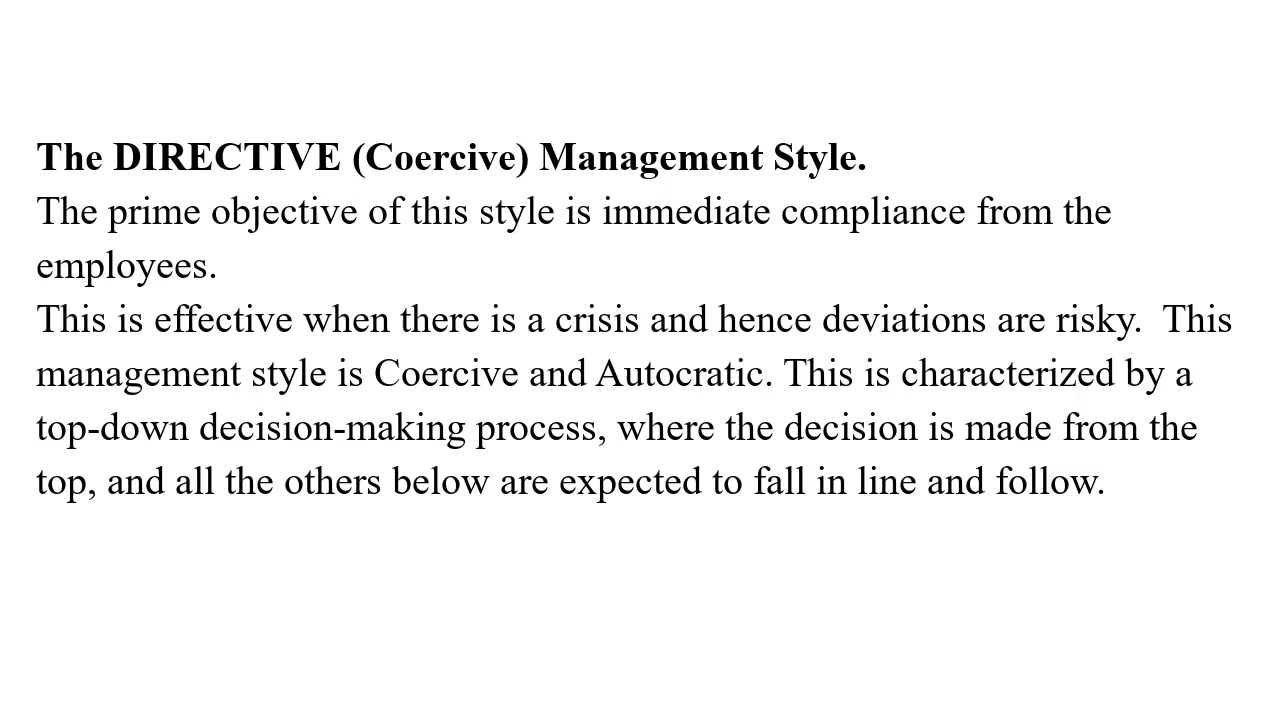 The DIRECTIVE (Coercive) Management Style.
The prime objective of this style is immediate compliance from the
employees.
This is effective when there is a crisis and hence deviations are risky.  This
management style is Coercive and Autocratic. This is characterized by a
top-down decision-making process, where the decision is made from the
top, and all the others below are expected to fall in line and follow.